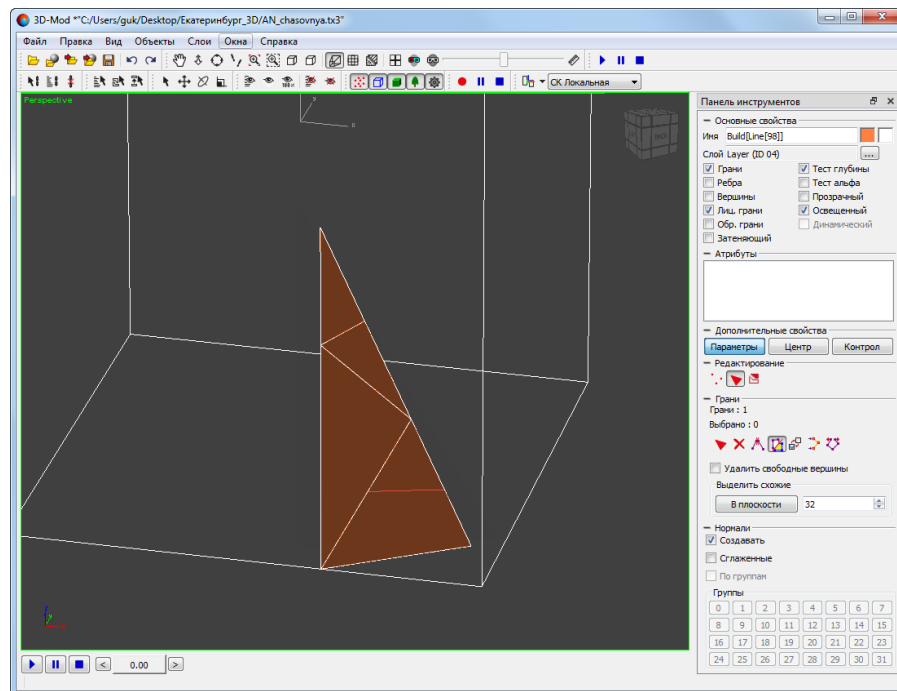 3D-Mod *"C:/Users/guk/Desktop/Екатеринбург_3D/AN_chasovnya.tx3"
Файл Правка Вид Объекты Слои Окна Справка
СК Локальная
Perspective
Панель инструментов
Основные свойства
Имя Build[Line[98]]
Слой Layer (ID 04) ...
Грани Тест глубины
Ребра Тест альфа
Вершины Прозрачный
Лиц. грани Освещенный
Обр. грани Динамический
Затеняющий
Атрибуты
Дополнительные свойства
Параметры Центр Контрол
Редактирование
Грани
Грани : 1
Выбрано : 0
Удалить свободные вершины
Выделить схожие
В плоскости 32
Нормали
Создавать
Сглаженные
По группам
Группы
0 1 2 3 4 5 6 7
8 9 10 11 12 13 14 15
16 17 18 19 20 21 22 23
24 25 26 27 28 29 30 31
< 0.00 >